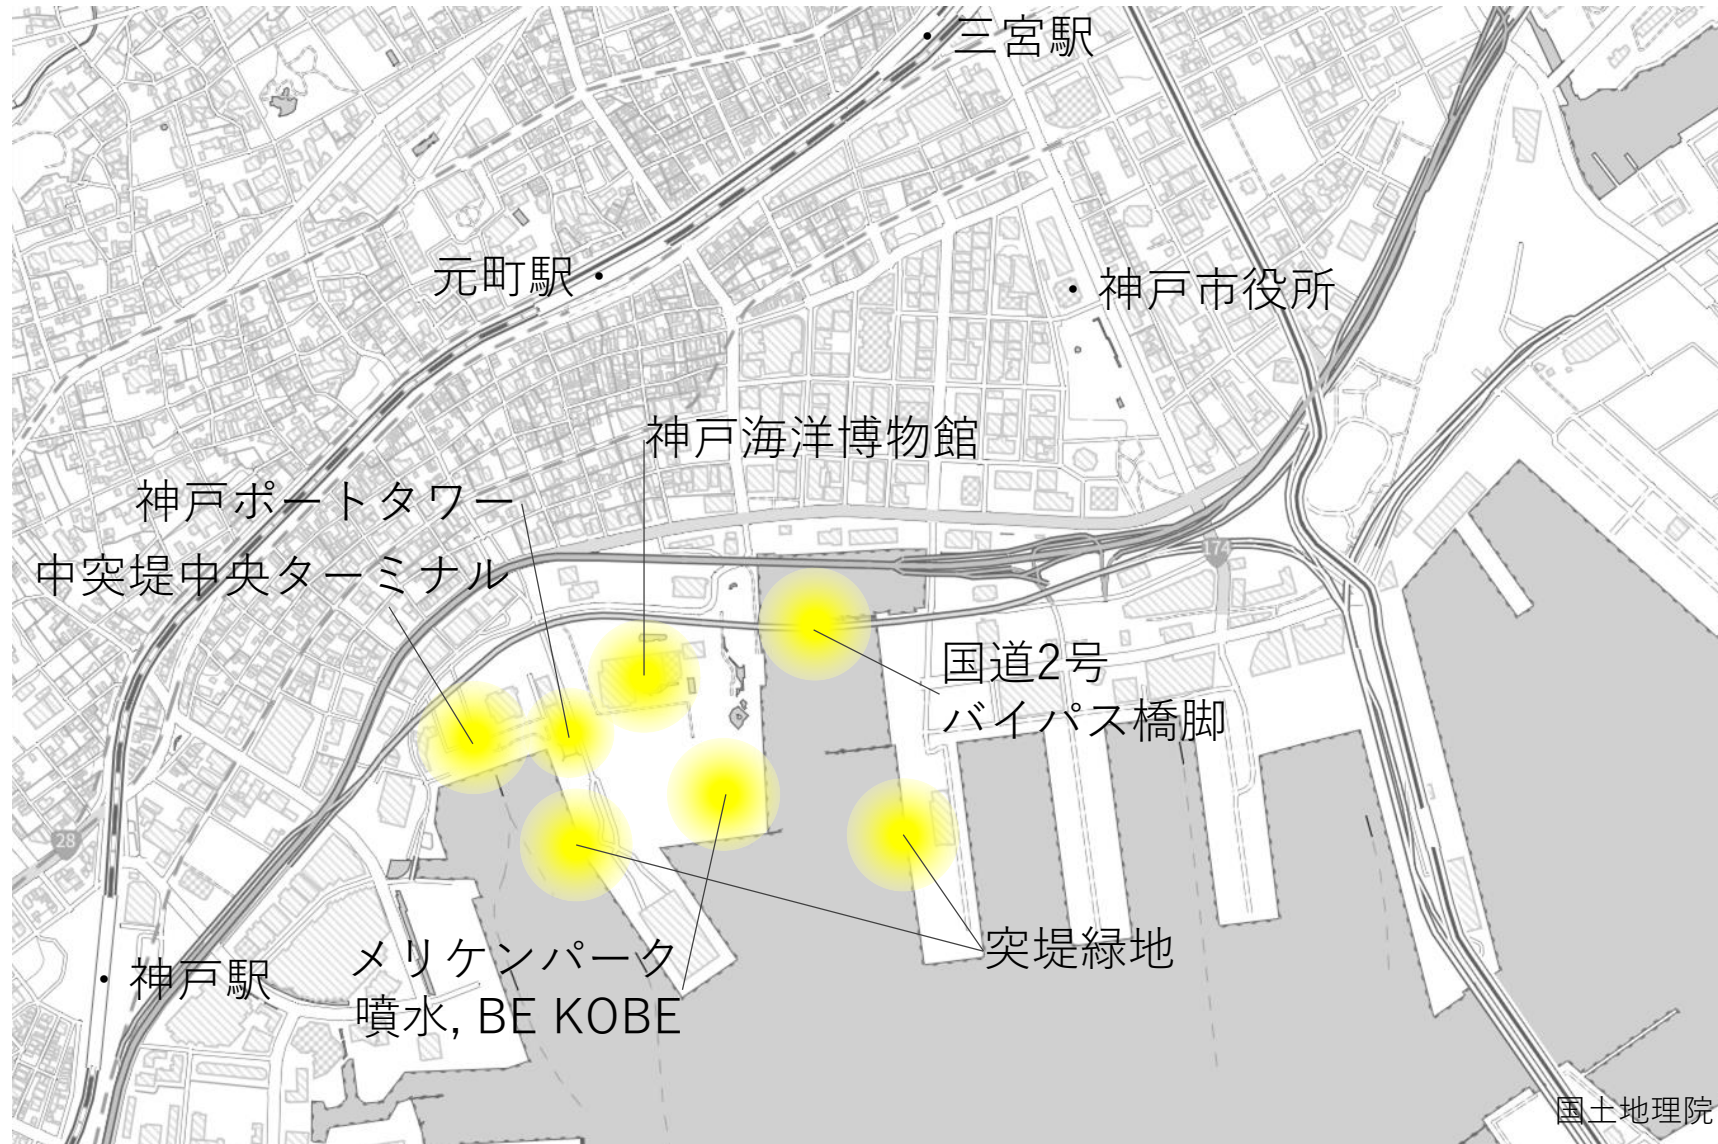 三宮駅
元町駅
神戸市役所
神戸海洋博物館
神戸ポートタワー
中突堤中央ターミナル
174
国道2号
バイパス橋脚
28
突堤緑地
メリケンパーク
噴水, BE KOBE
神戸駅
国土地理院